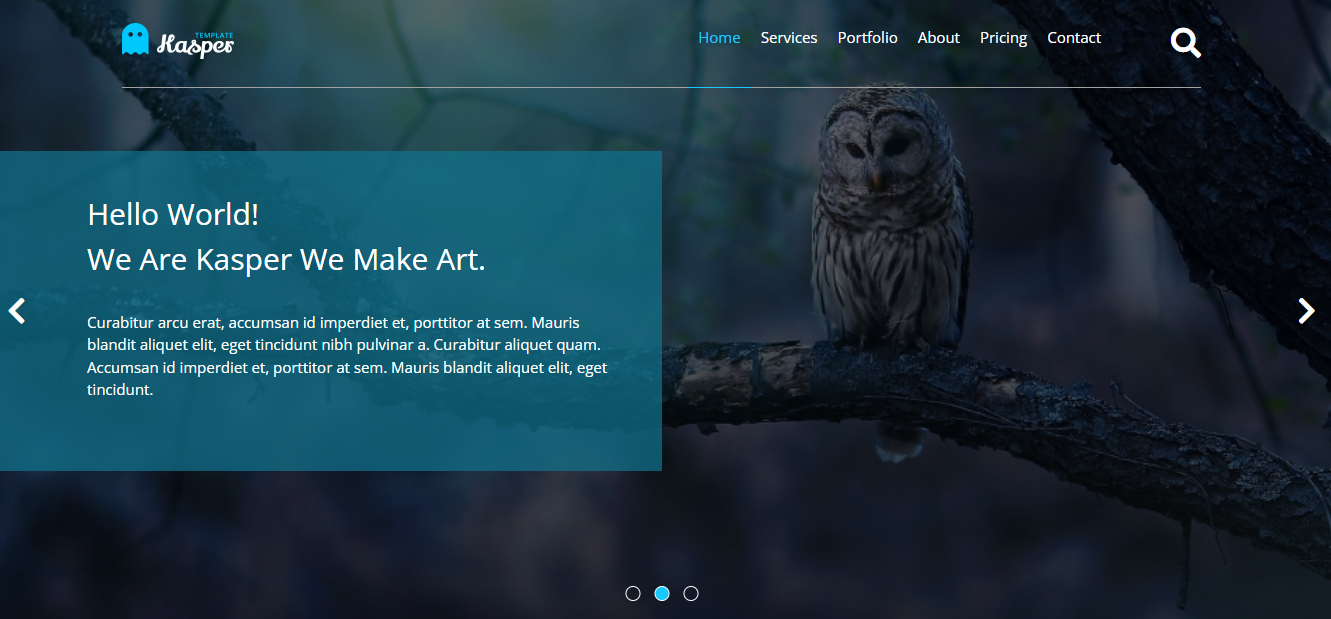 TEMPLATE
Kasper
Home Services Portfolio About Pricing Contact
Hello World!
We Are Kasper We Make Art.
Curabitur arcu erat, accumsan id imperdiet et, porttitor at sem. Mauris
blandit aliquet elit, eget tincidunt nibh pulvinar a. Curabitur aliquet quam.
Accumsan id imperdiet et, porttitor at sem. Mauris blandit aliquet elit, eget
tincidunt.